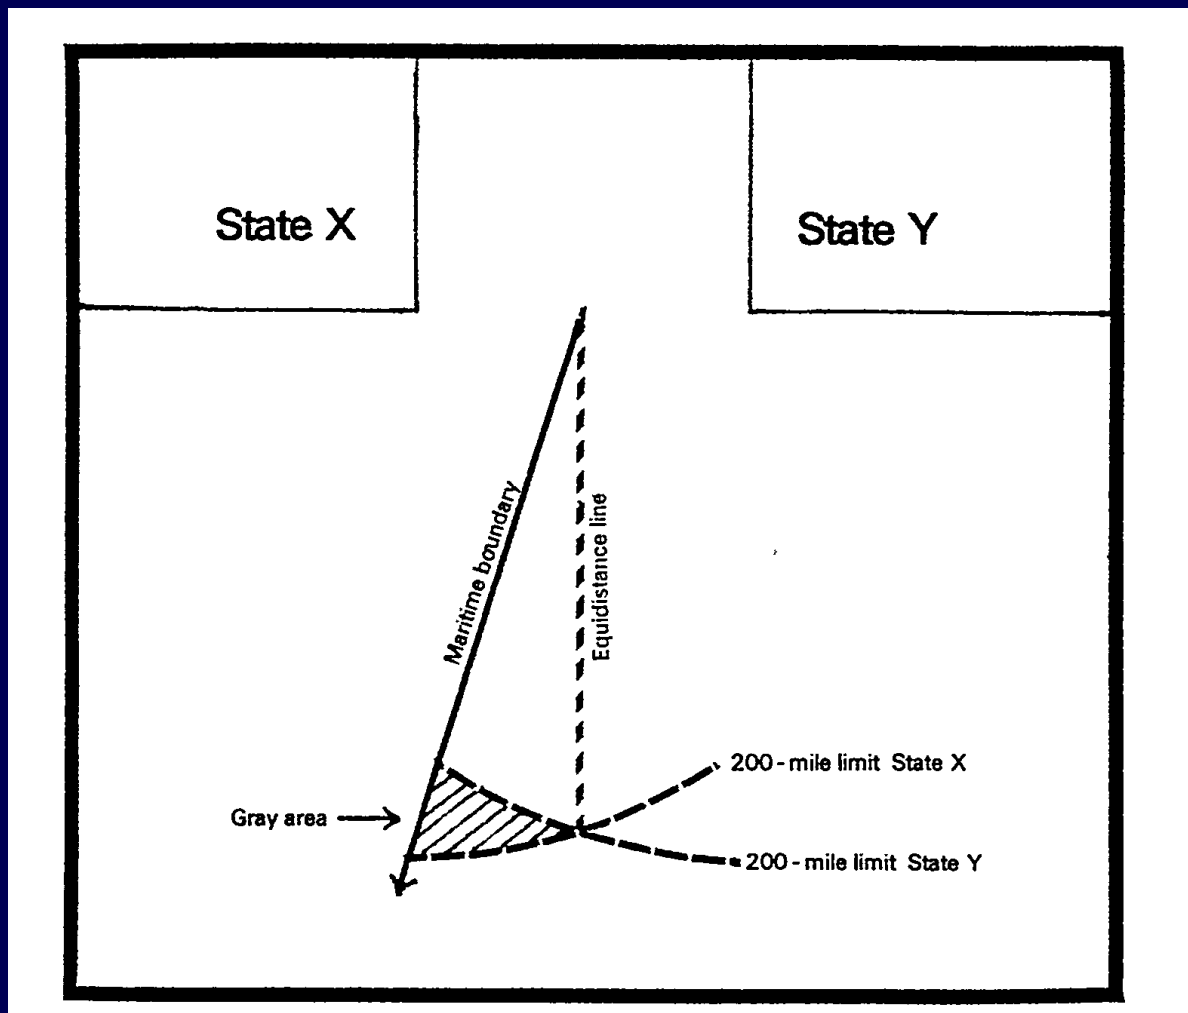 State X
State Y
Maritime boundary
Equidistance line
200-mile limit State X
Gray area
200-mile limit State Y